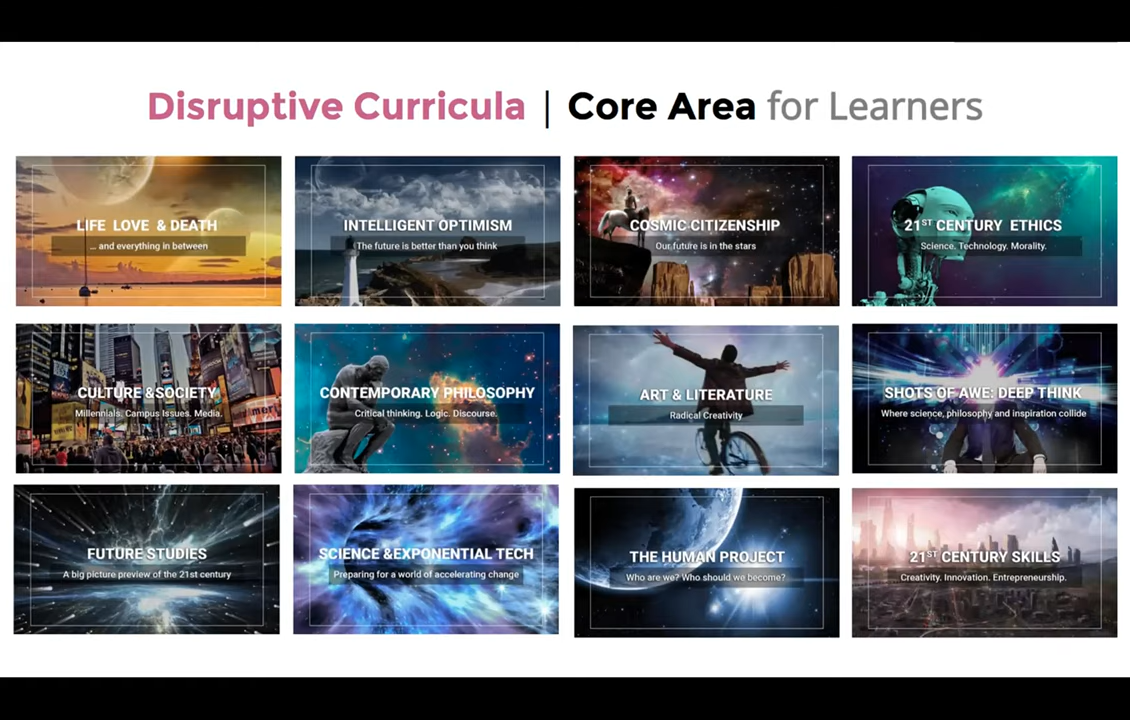 Disruptive Curricula | Core Area for Learners
LIFE LOVE & DEATH
... and everything in between
INTELLIGENT OPTIMISM
The future is better than you think
COSMIC CITIZENSHIP
Our future is in the stars
21ST CENTURY ETHICS
Science. Technology. Morality.
CULTURE &SOCIETY
Millennials. Campus Issues. Media.
CONTEMPORARY PHILOSOPHY
Critical thinking. Logic. Discourse.
ART & LITERATURE
Radical Creativity
SHOTS OF AWE: DEEP THINK
Where science, philosophy and inspiration collide
FUTURE STUDIES
A big picture preview of the 21st century
SCIENCE &EXPONENTIAL TECH
Preparing for a world of accelerating change
THE HUMAN PROJECT
Who are we? Who should we become?
21ST CENTURY SKILLS
Creativity. Innovation. Entrepreneurship.